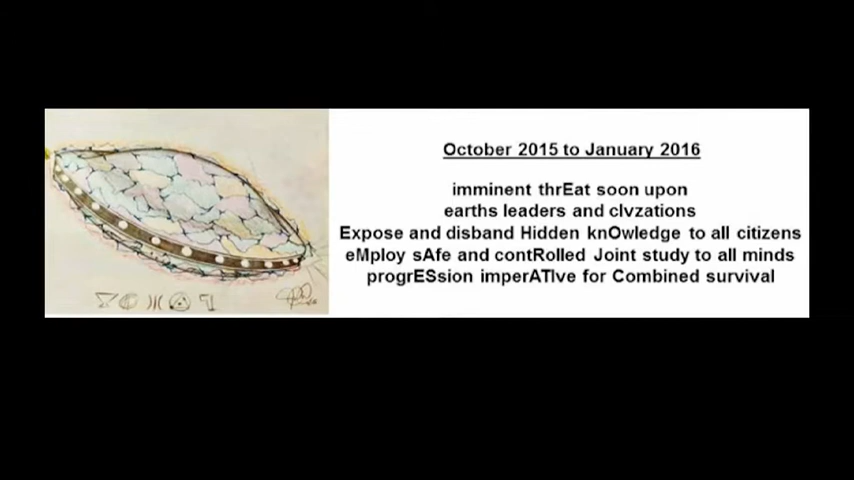 October 2015 to January 2016
imminent thrEat soon upon
earths leaders and clvzations
Expose and disband Hidden knOwledge to all citizens
eMploy sAfe and contRolled Joint study to all minds
progrESsion imperATIve for Combined survival